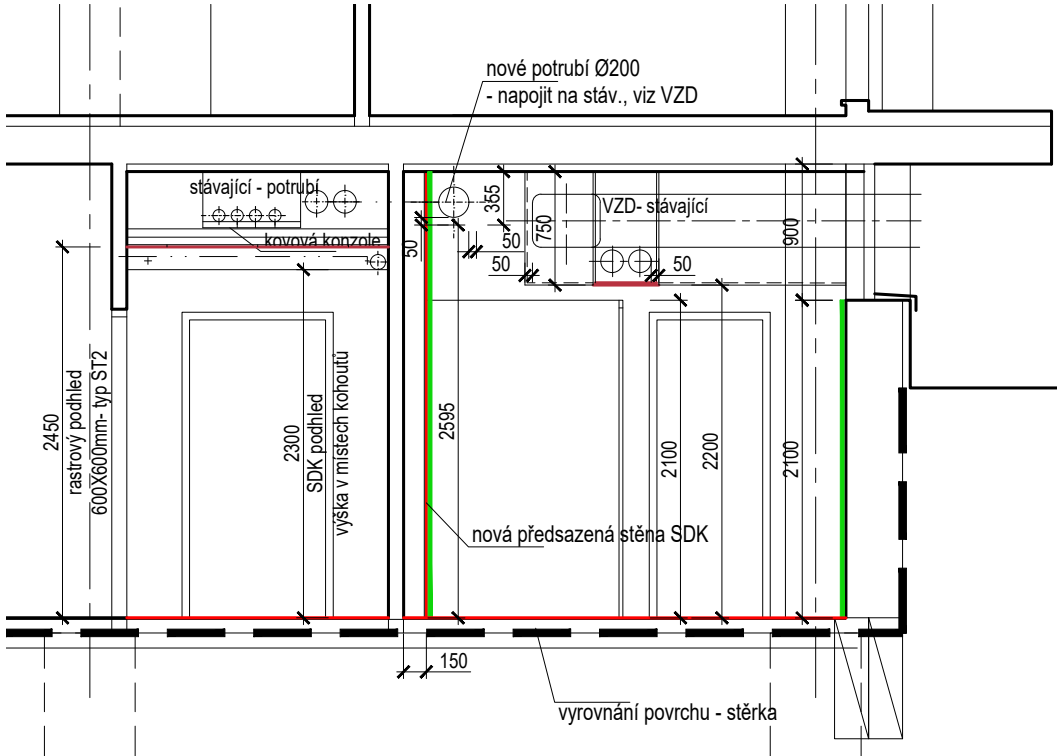 nové potrubí Ø200
- napojit na stáv., viz VZD
stávající - potrubí
kovová konzole
VZD- stávající
50
355
50
50
750
50
900
2450
rastrový podhled
600X600mm- typ ST2
2300
SDK podhled
výška v místech kohoutů
2595
2100
2200
2100
nová předsazená stěna SDK
150
vyrovnání povrchu - stěrka